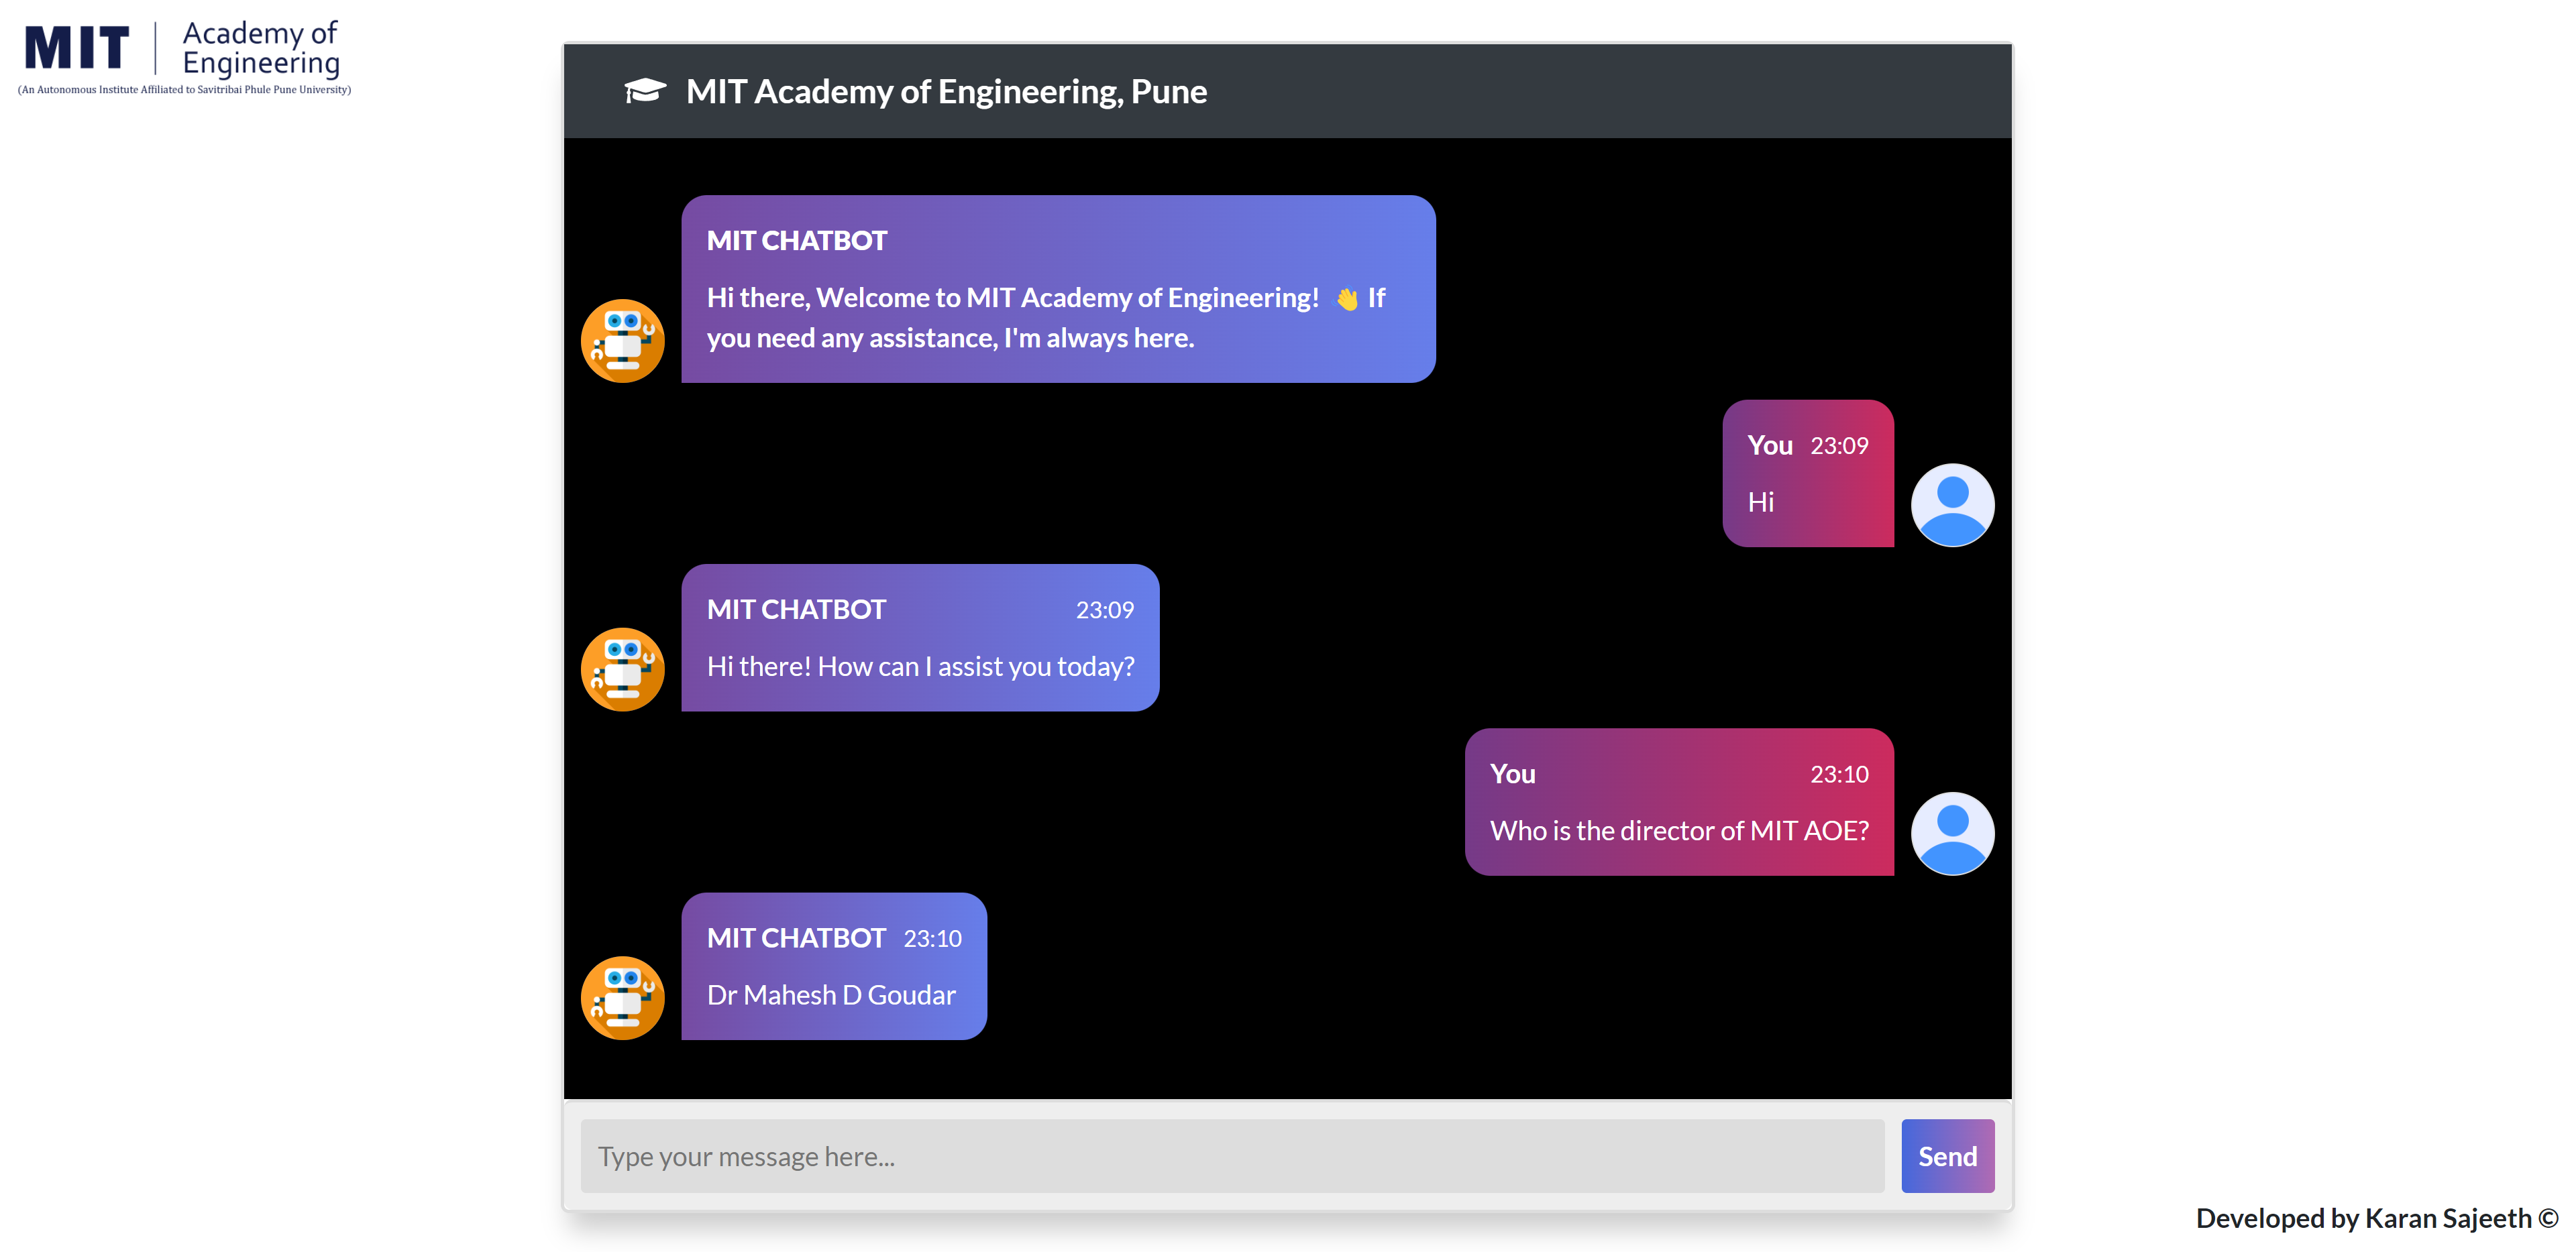 MIT
Academy of
Engineering
(An Autonomous Institute Affiliated to Savitribai Phule Pune University)
MIT Academy of Engineering, Pune
MIT CHATBOT
Hi there, Welcome to MIT Academy of Engineering! 👋 If
you need any assistance, I'm always here.
You 23:09
Hi
MIT CHATBOT 23:09
Hi there! How can I assist you today?
You 23:10
Who is the director of MIT AOE?
MIT CHATBOT 23:10
Dr Mahesh D Goudar
Type your message here...
Send
Developed by Karan Sajeeth ©